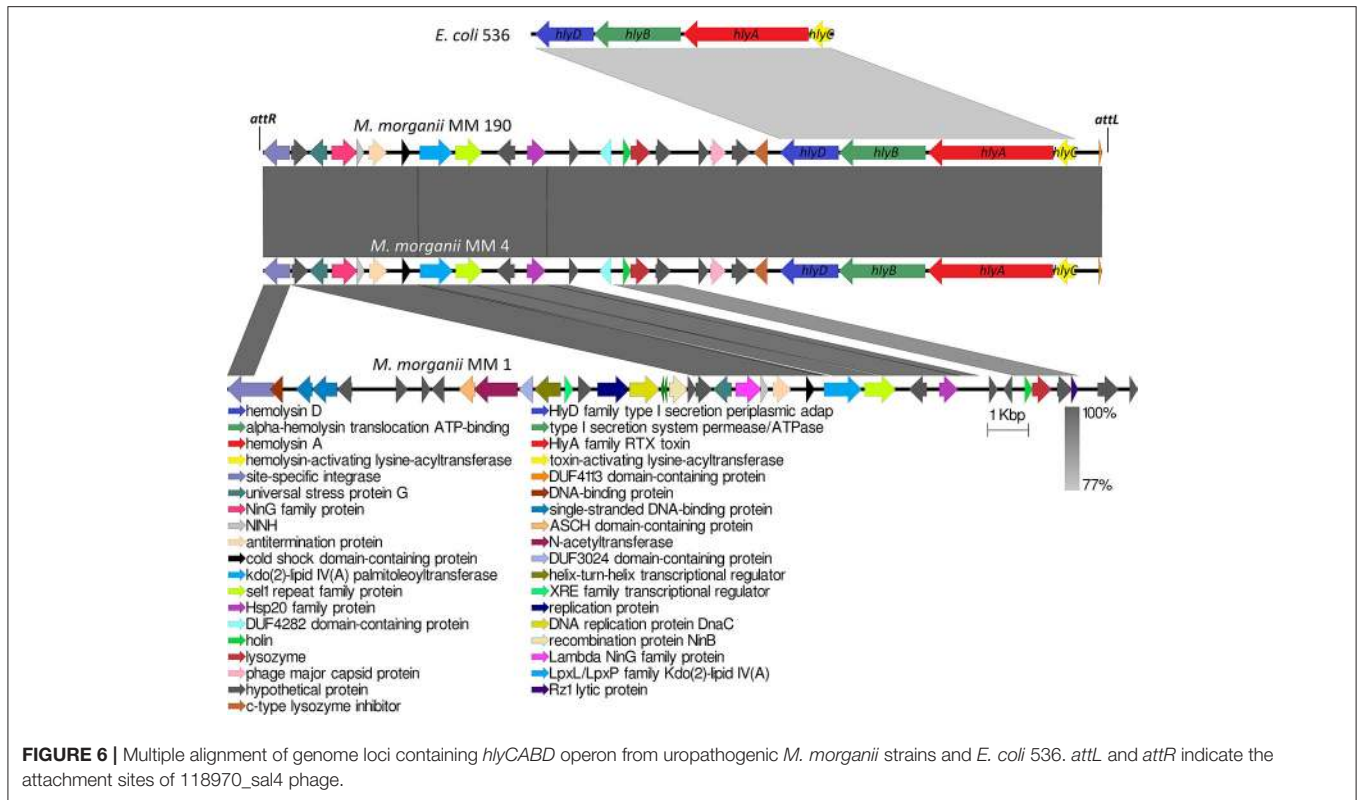 E. coli 536
hlyD hlyB hlyA hlyC
attR
M. morganii MM 190
attL
hlyD hlyB hlyA hlyC
M. morganii MM 4
hlyD hlyB hlyA hlyC
M. morganii MM 1
1 Kbp
100%
77%
hemolysin D
alpha-hemolysin translocation ATP-binding
hemolysin A
hemolysin-activating lysine-acyltransferase
site-specific integrase
universal stress protein G
NinG family protein
NINH
antitermination protein
cold shock domain-containing protein
kdo(2)-lipid IV(A) palmitoleoyltransferase
sel1 repeat family protein
Hsp20 family protein
DUF4282 domain-containing protein
holin
lysozyme
phage major capsid protein
hypothetical protein
c-type lysozyme inhibitor
HlyD family type I secretion periplasmic adap
type I secretion system permease/ATPase
HlyA family RTX toxin
toxin-activating lysine-acyltransferase
DUF4113 domain-containing protein
DNA-binding protein
single-stranded DNA-binding protein
ASCH domain-containing protein
N-acetyltransferase
DUF3024 domain-containing protein
helix-turn-helix transcriptional regulator
XRE family transcriptional regulator
replication protein
DNA replication protein DnaC
recombination protein NinB
Lambda NinG family protein
LpxL/LpxP family Kdo(2)-lipid IV(A)
Rz1 lytic protein
FIGURE 6 | Multiple alignment of genome loci containing hlyCABD operon from uropathogenic M. morganii strains and E. coli 536. attL and attR indicate the
attachment sites of 118970_sal4 phage.